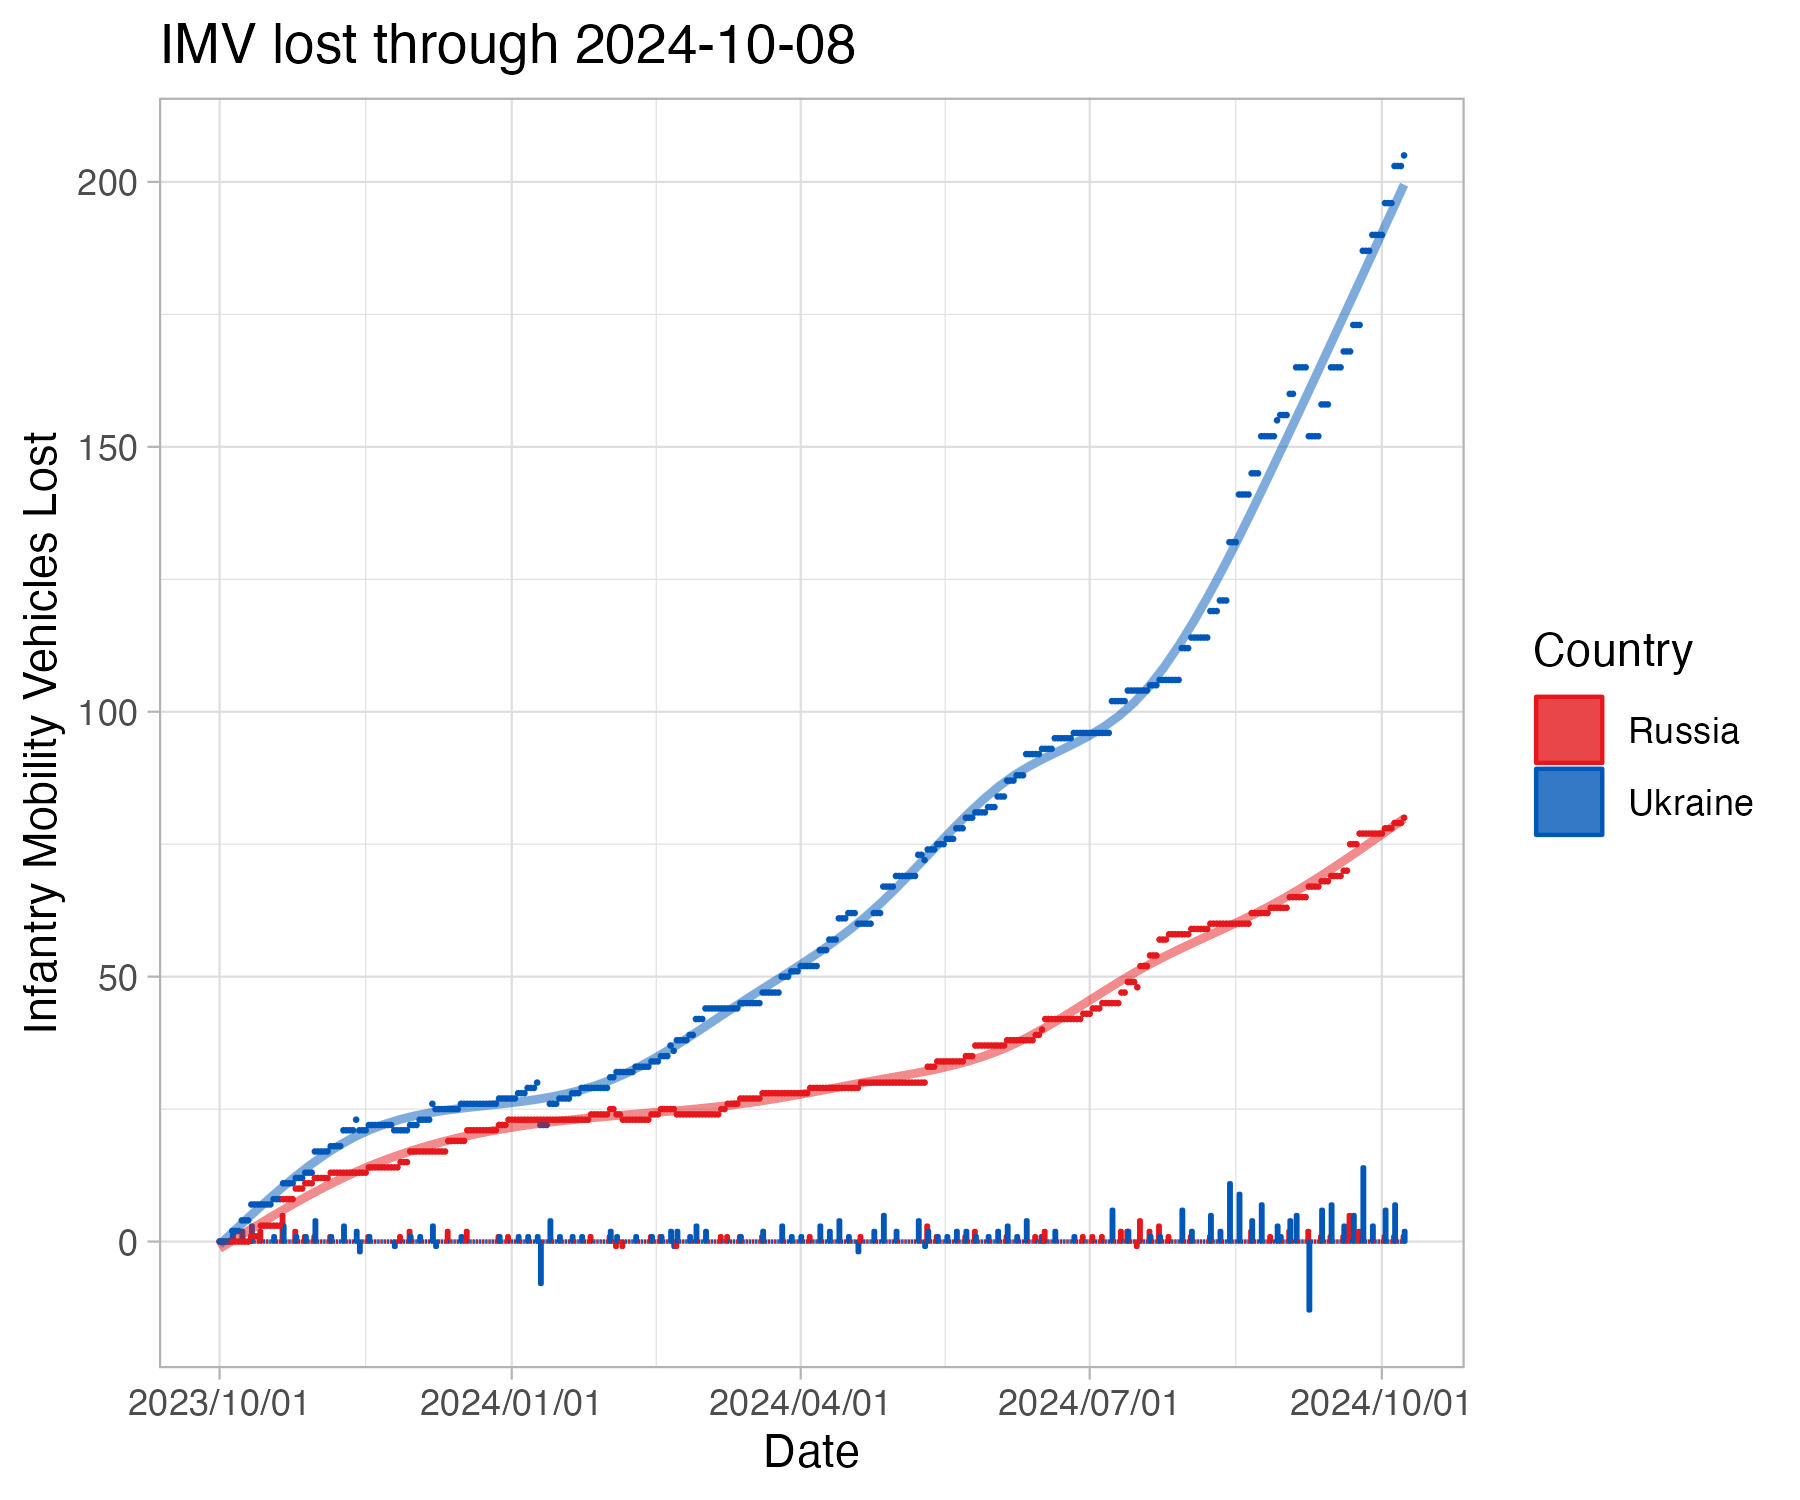 IMV lost through 2024-10-08
Infantry Mobility Vehicles Lost
200
150
100
50
0
2023/10/01
2024/01/01
2024/04/01
2024/07/01
2024/10/01
Date
Country
Russia
Ukraine